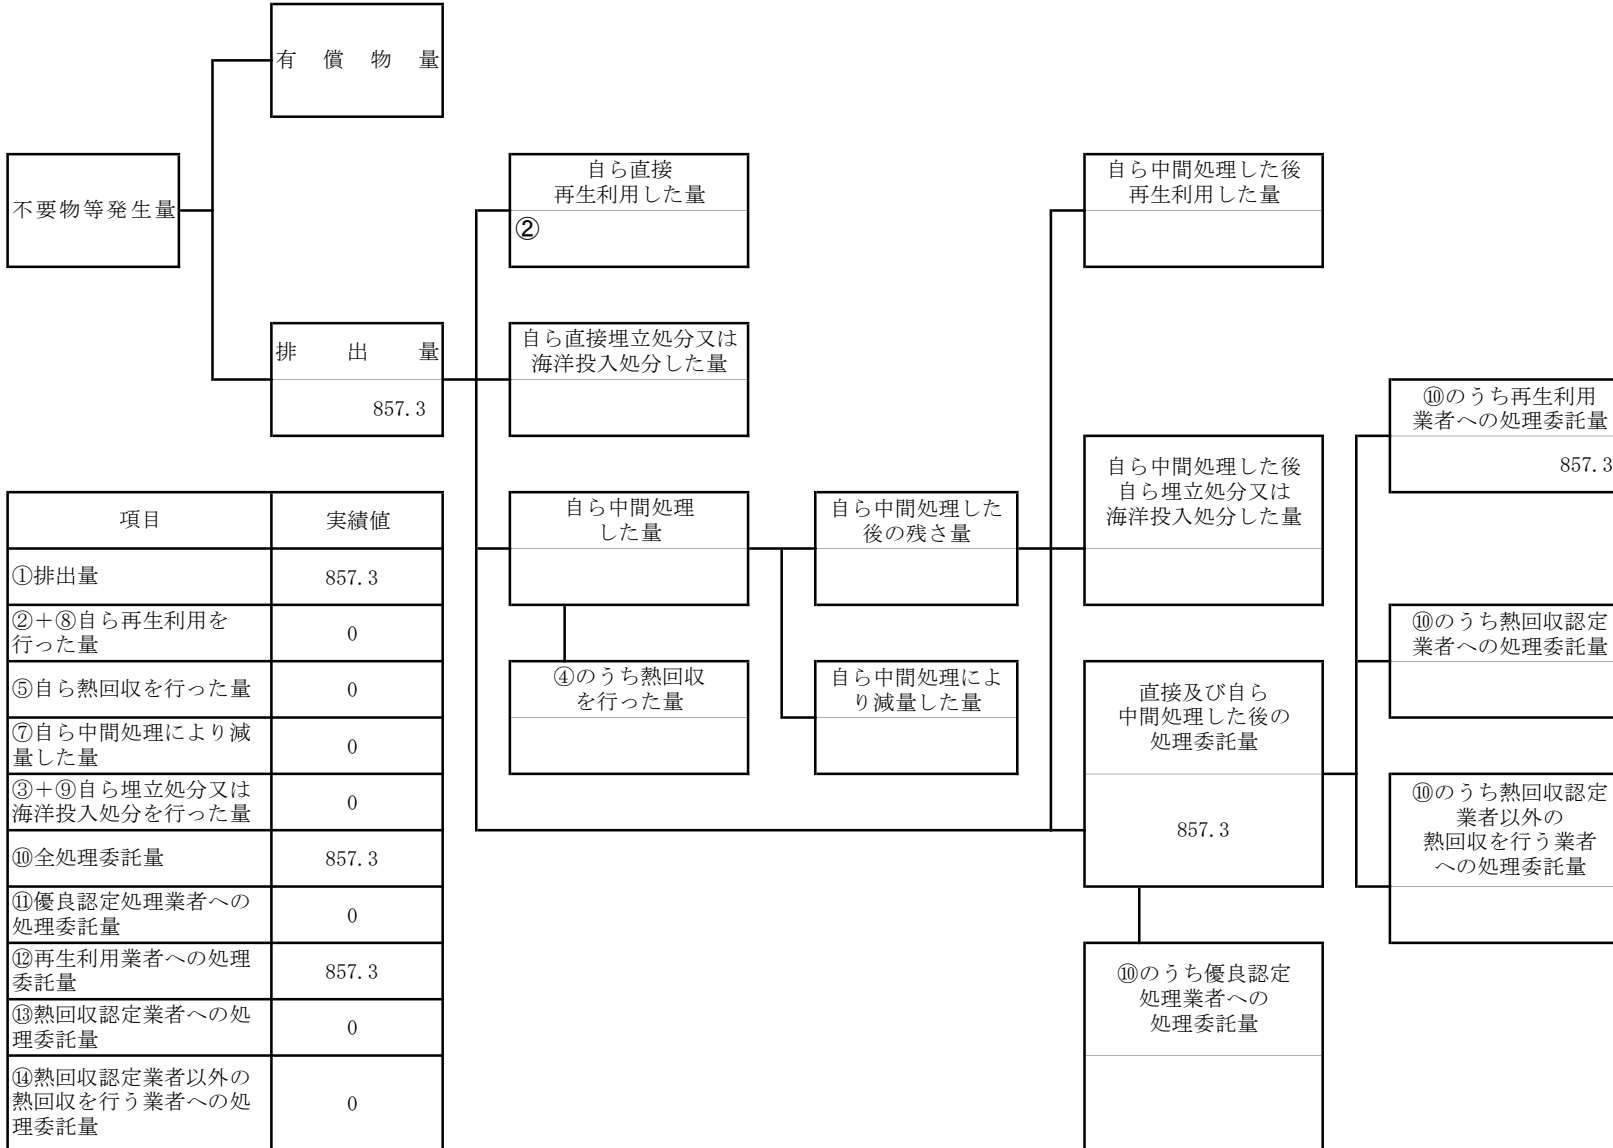 有償物量
不要物等発生量
自ら直接
再生利用した量
②
自ら中間処理した後
再生利用した量
排出量
857.3
自ら直接埋立処分又は
海洋投入処分した量
⑩のうち再生利用
業者への処理委託量
857.3
自ら中間処理
した量
自ら中間処理した
後の残さ量
自ら中間処理した後
自ら埋立処分又は
海洋投入処分した量
⑩のうち熱回収認定
業者への処理委託量
④のうち熱回収
を行った量
自ら中間処理によ
り減量した量
直接及び自ら
中間処理した後の
処理委託量
857.3
⑩のうち熱回収認定
業者以外の
熱回収を行う業者
への処理委託量
⑩のうち優良認定
処理業者への
処理委託量
項目 実績値
①排出量 857.3
②+⑧自ら再生利用を
行った量 0
⑤自ら熱回収を行った量 0
⑦自ら中間処理により減
量した量 0
③+⑨自ら埋立処分又は
海洋投入処分を行った量 0
⑩全処理委託量 857.3
⑪優良認定処理業者への
処理委託量 0
⑫再生利用業者への処理
委託量 857.3
⑬熱回収認定業者への処
理委託量 0
⑭熱回収認定業者以外の
熱回収を行う業者への処
理委託量 0